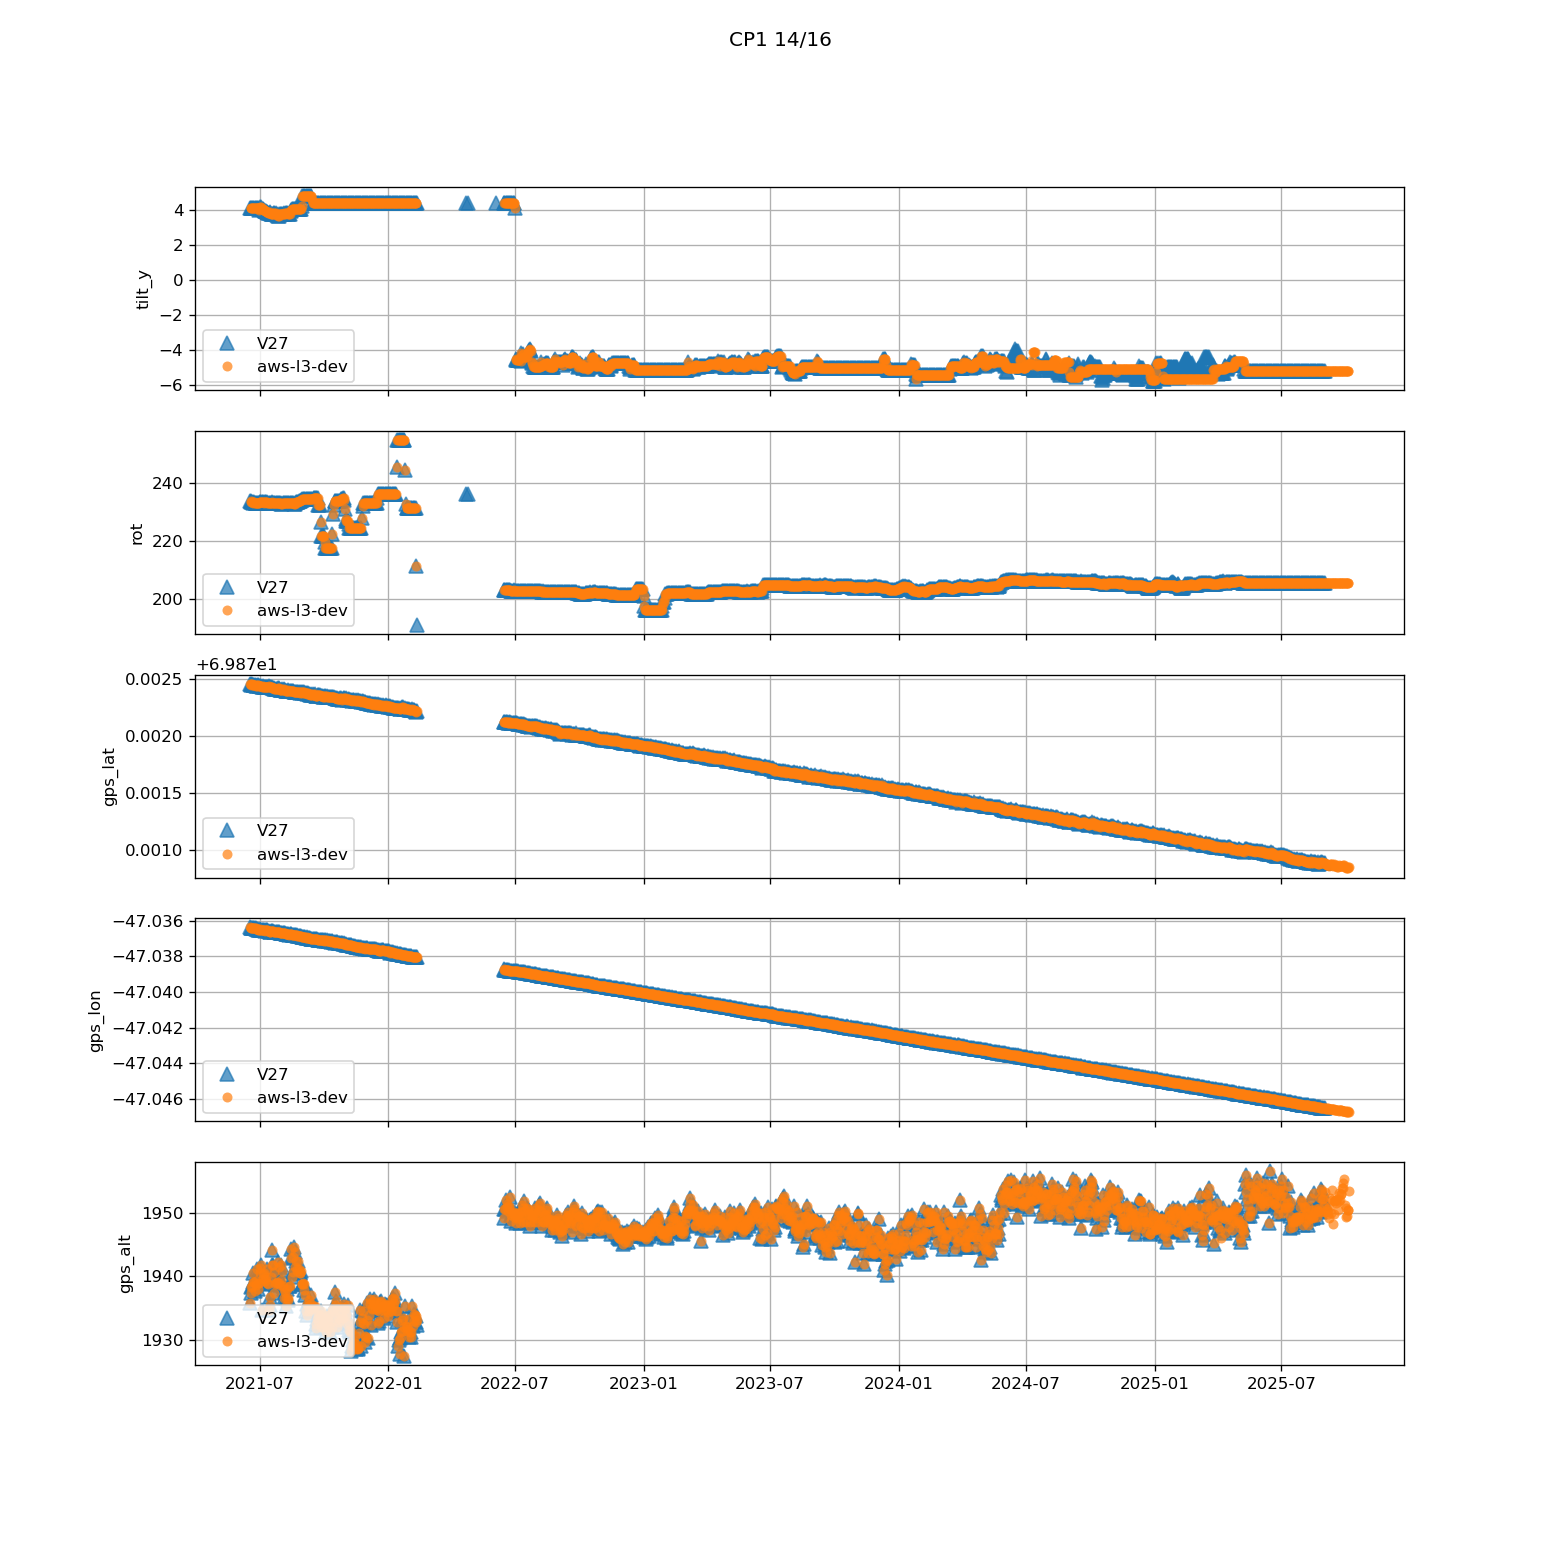 CP1 14/16
4
2
0
−2
−4
−6
tilt_y
V27
aws-l3-dev
240
220
200
rot
V27
aws-l3-dev
+6.987e1
0.0025
0.0020
0.0015
0.0010
gps_lat
V27
aws-l3-dev
−47.036
−47.038
−47.040
−47.042
−47.044
−47.046
gps_lon
V27
aws-l3-dev
1950
1940
1930
gps_alt
V27
aws-l3-dev
2021-07 2022-01 2022-07 2023-01 2023-07 2024-01 2024-07 2025-01 2025-07